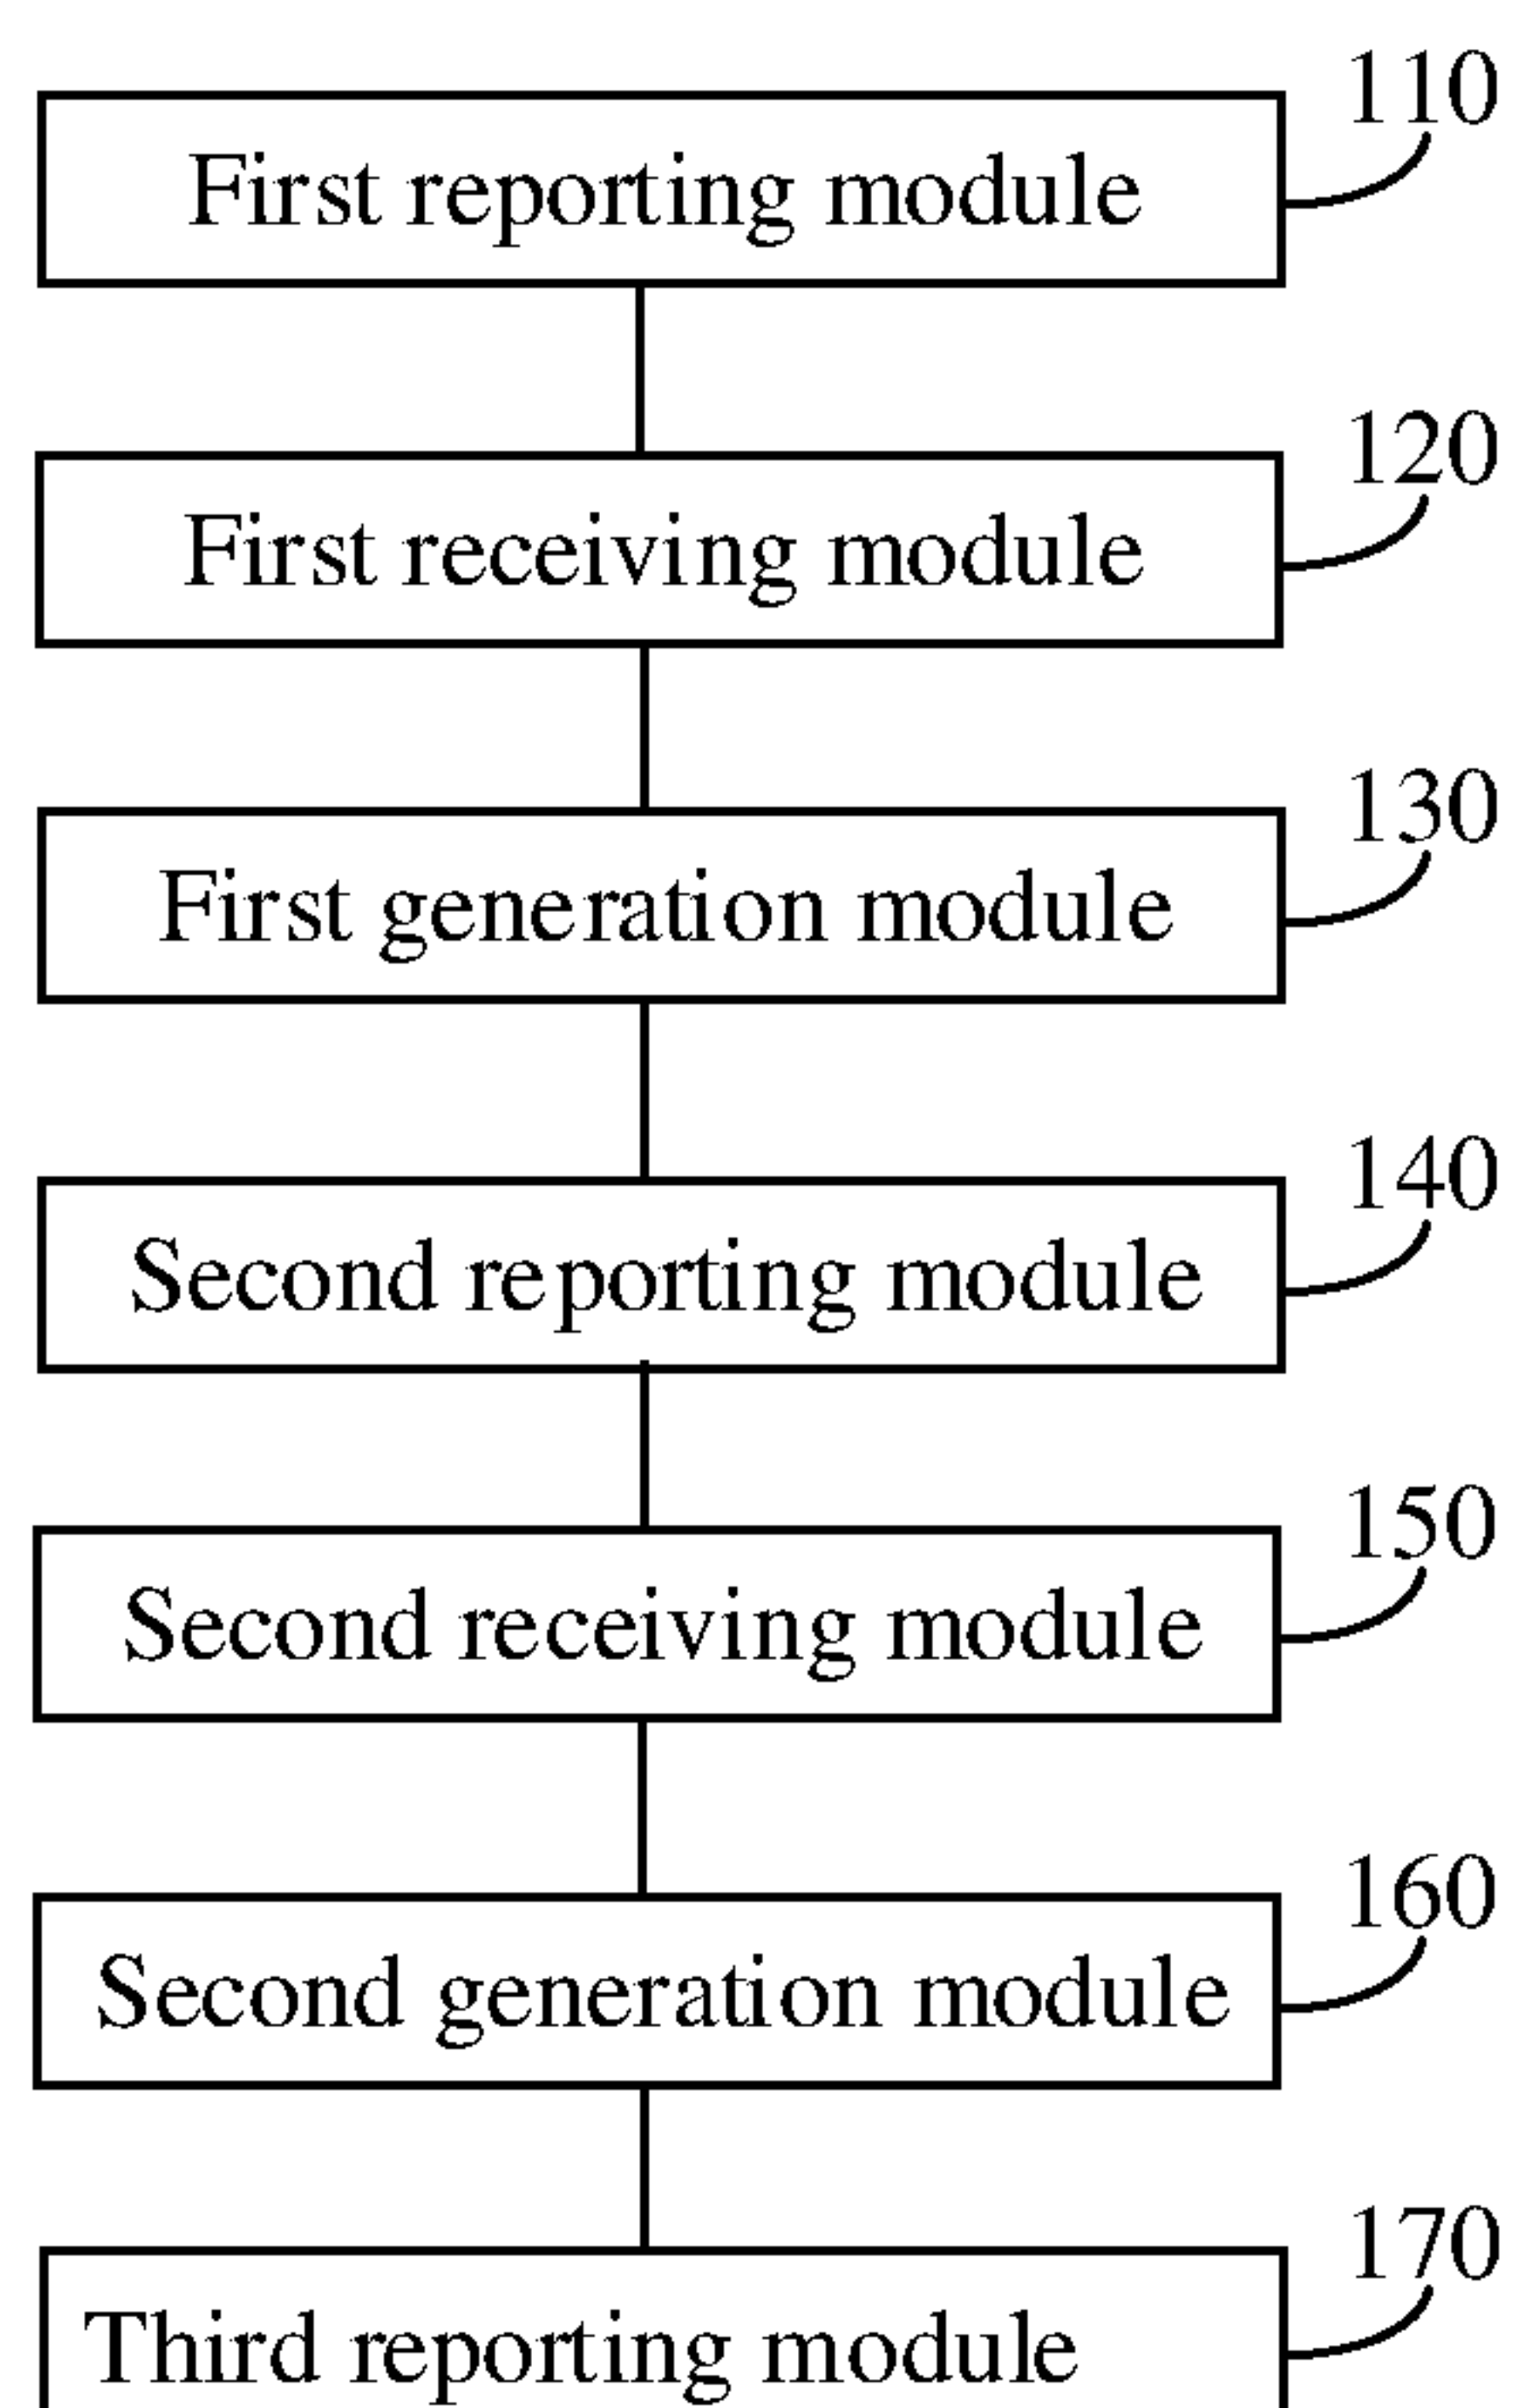 110
First reporting module
120
First receiving module
130
First generation module
140
Second reporting module
150
Second receiving module
160
Second generation module
170
Third reporting module